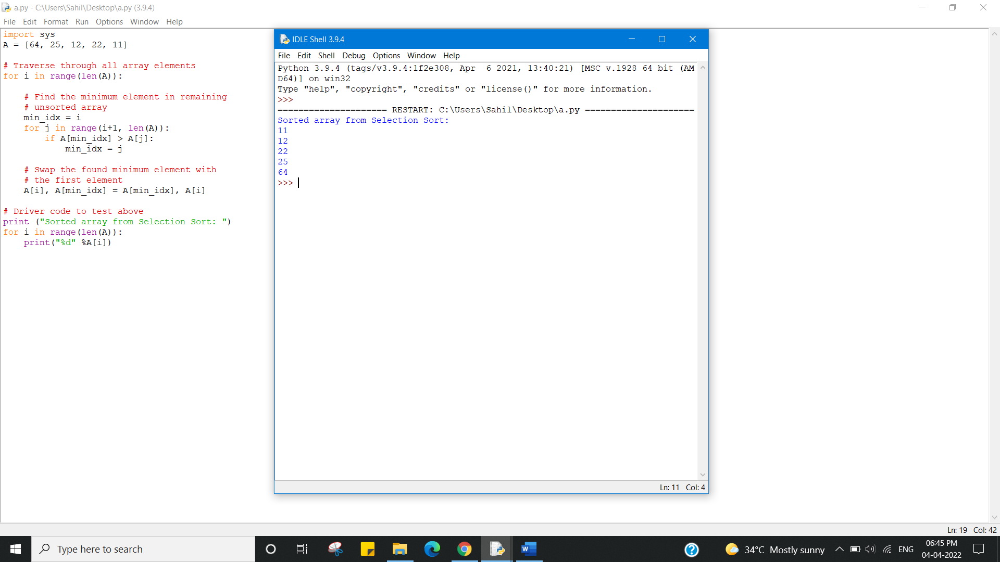 a.py - C:\Users\Sahil\Desktop\a.py (3.9.4)
File Edit Format Run Options Window Help
import sys
A = [64, 25, 12, 22, 11]
# Traverse through all array elements
for i in range(len(A)):
# Find the minimum element in remaining
# unsorted array
min_idx = i
for j in range(i+1, len(A)):
if A[min_idx] > A[j]:
min_idx = j
# Swap the found minimum element with
# the first element
A[i], A[min_idx] = A[min_idx], A[i]
# Driver code to test above
print ("Sorted array from Selection Sort: ")
for i in range(len(A)):
print("%d" %A[i])
IDLE Shell 3.9.4
File Edit Shell Debug Options Window Help
Python 3.9.4 (tags/v3.9.4:1f2e308, Apr  6 2021, 13:40:21) [MSC v.1928 64 bit (AM
D64)] on win32
Type "help", "copyright", "credits" or "license()" for more information.
>>>
===================== RESTART: C:\Users\Sahil\Desktop\a.py =====================
Sorted array from Selection Sort:
11
12
22
25
64
>>>
Ln: 11 Col: 4
Ln: 19 Col: 42
Type here to search
34°C Mostly sunny
ENG
06:45 PM
04-04-2022